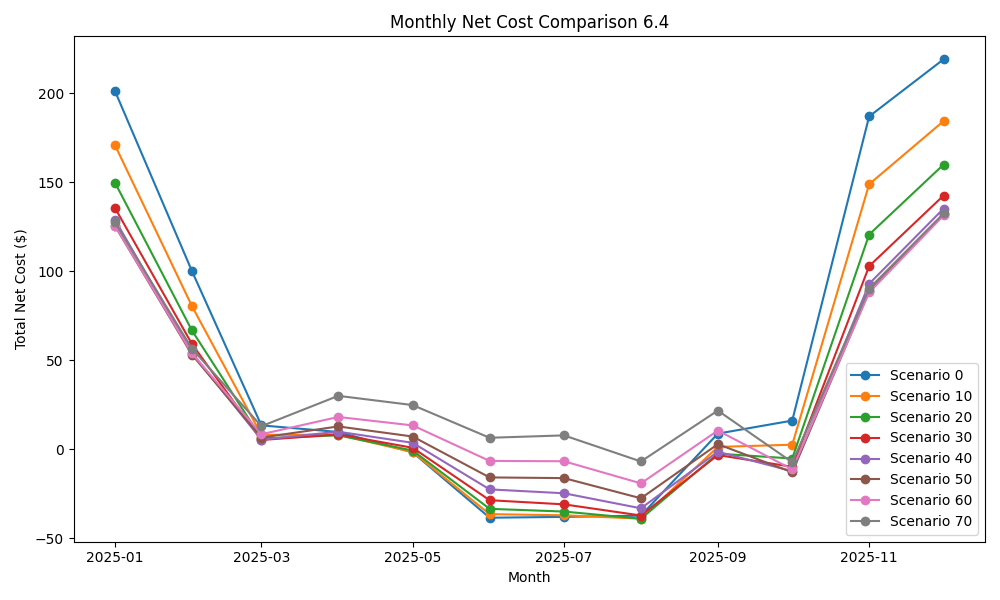 Monthly Net Cost Comparison 6.4
Total Net Cost ($)
200
150
100
50
0
−50
2025-01
2025-03
2025-05
2025-07
2025-09
2025-11
Month
Scenario 0
Scenario 10
Scenario 20
Scenario 30
Scenario 40
Scenario 50
Scenario 60
Scenario 70